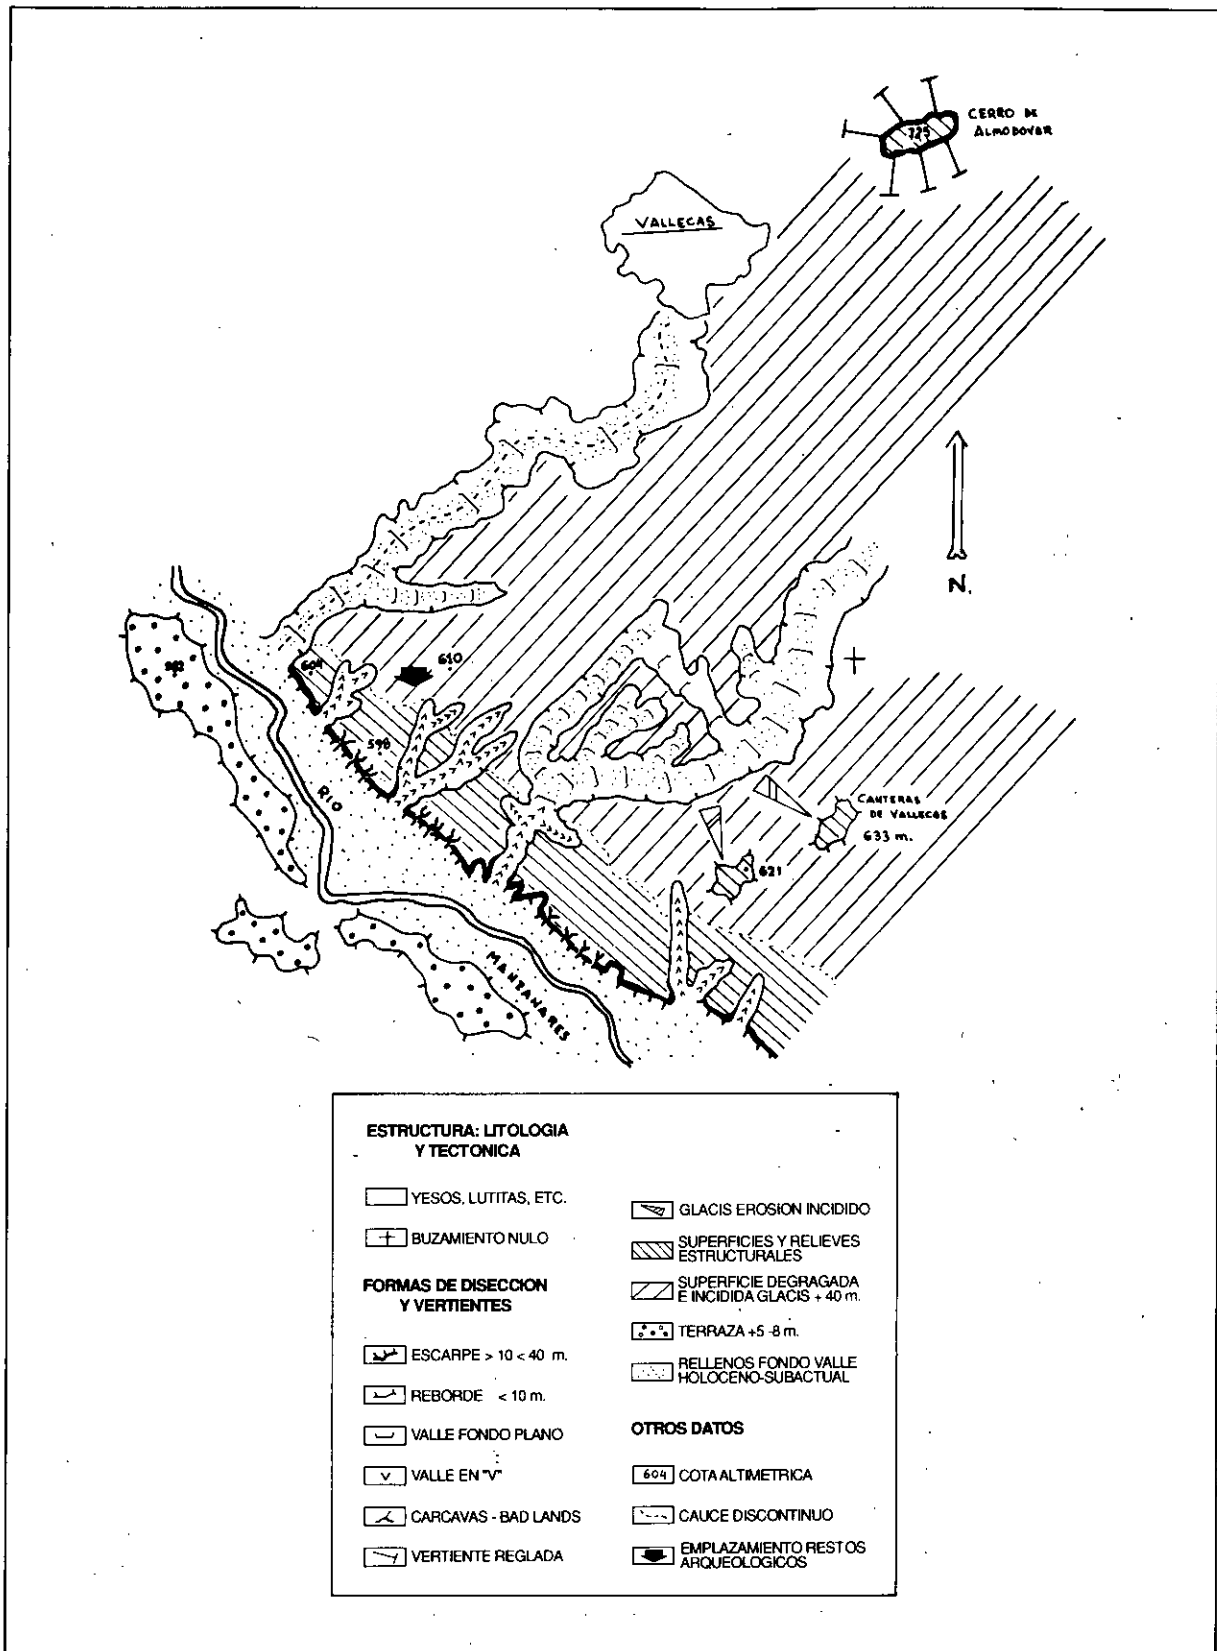 725
CERRO DE
ALMODOVAR
VALLECAS
N.
604
610
598
RIO
MANZANARES
CANTERAS
DE VALLECAS
633 m.
621
ESTRUCTURA: LITOLOGIA
Y TECTONICA
YESOS, LUTITAS, ETC.
BUZAMIENTO NULO
FORMAS DE DISECCION
Y VERTIENTES
ESCARPE > 10 < 40 m.
REBORDE < 10 m.
VALLE FONDO PLANO
VALLE EN "V"
CARCAVAS - BAD LANDS
VERTIENTE REGLADA
GLACIS EROSION INCIDIDO
SUPERFICIES Y RELIEVES
ESTRUCTURALES
SUPERFICIE DEGRAGADA
E INCIDIDA GLACIS + 40 m.
TERRAZA +5 -8 m.
RELLENOS FONDO VALLE
HOLOCENO-SUBACTUAL
OTROS DATOS
604 COTA ALTIMETRICA
CAUCE DISCONTINUO
EMPLAZAMIENTO RESTOS
ARQUEOLOGICOS